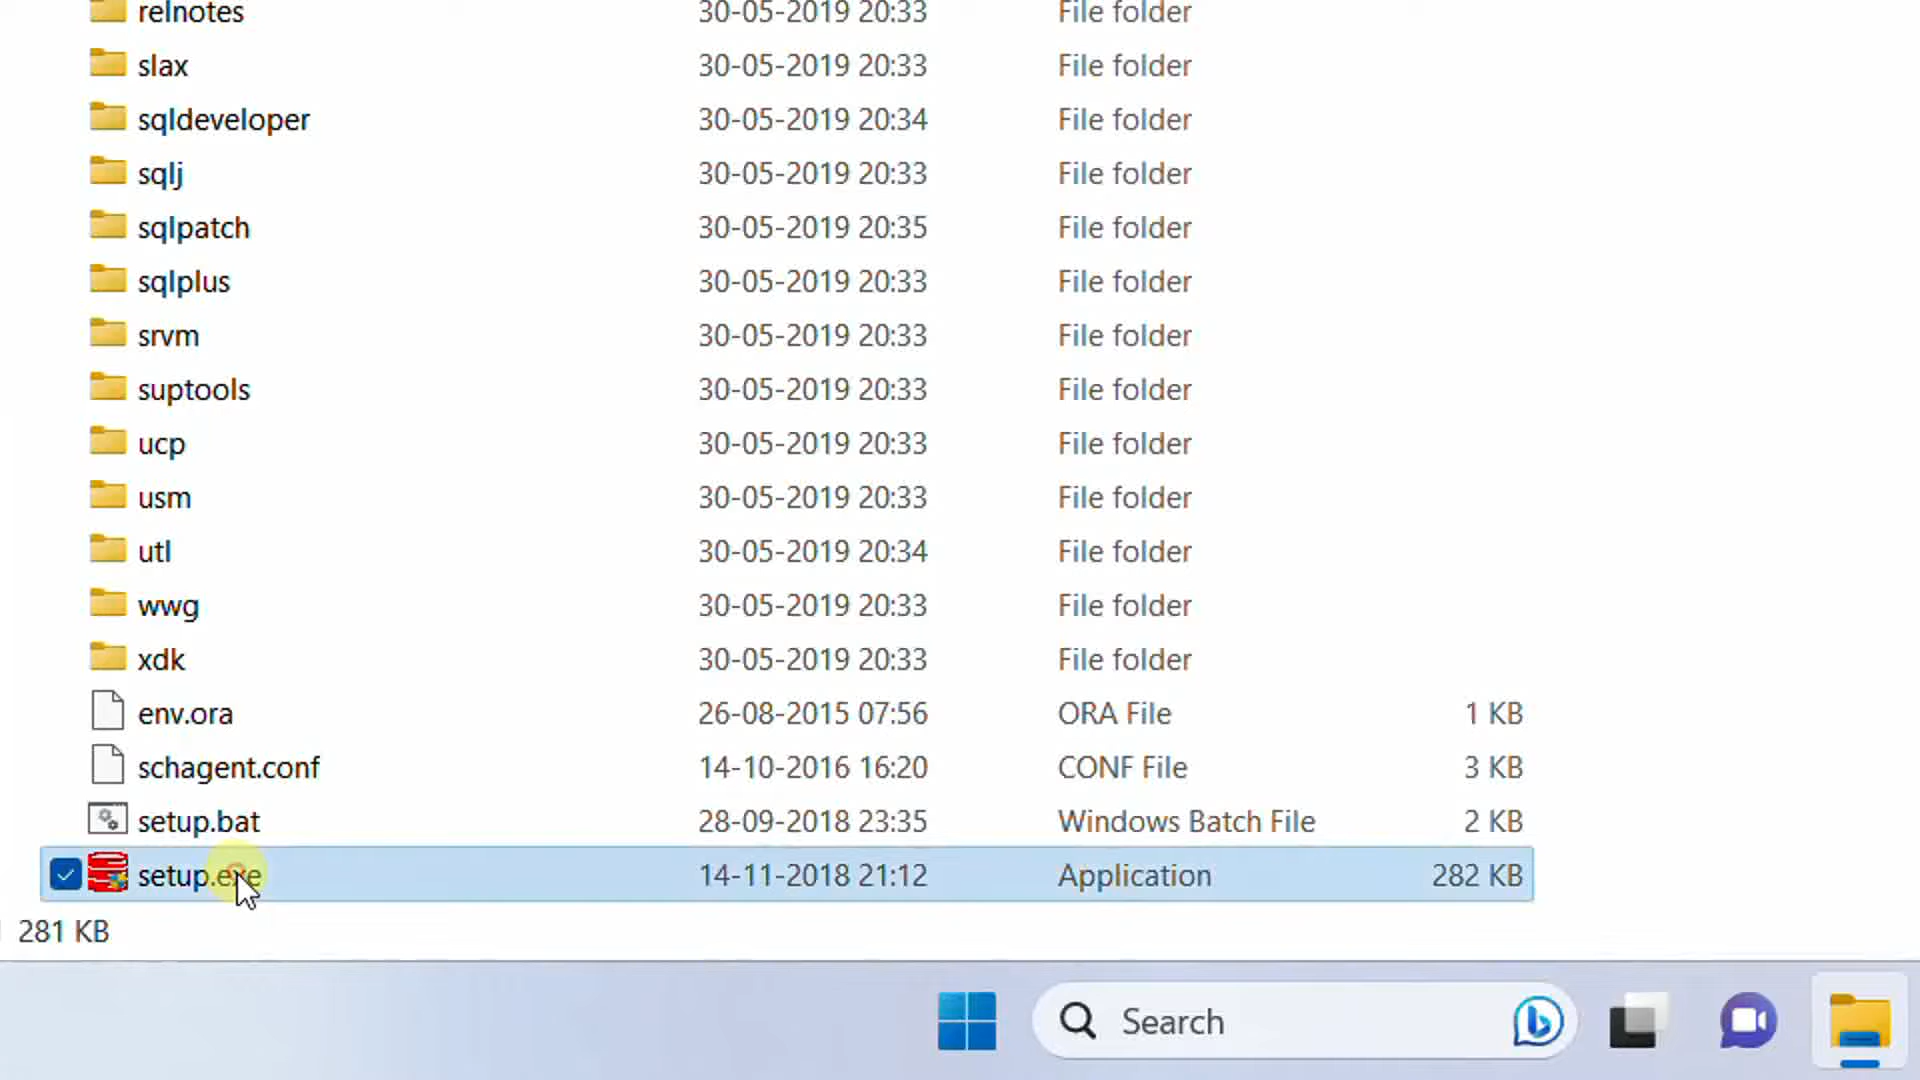 relnotes 30-05-2019 20:33 File folder
slax 30-05-2019 20:33 File folder
sqldeveloper 30-05-2019 20:34 File folder
sqlj 30-05-2019 20:33 File folder
sqlpatch 30-05-2019 20:35 File folder
sqlplus 30-05-2019 20:33 File folder
srvm 30-05-2019 20:33 File folder
suptools 30-05-2019 20:33 File folder
ucp 30-05-2019 20:33 File folder
usm 30-05-2019 20:33 File folder
utl 30-05-2019 20:34 File folder
wwg 30-05-2019 20:33 File folder
xdk 30-05-2019 20:33 File folder
env.ora 26-08-2015 07:56 ORA File 1 KB
schagent.conf 14-10-2016 16:20 CONF File 3 KB
setup.bat 28-09-2018 23:35 Windows Batch File 2 KB
setup.exe 14-11-2018 21:12 Application 282 KB
281 KB
Search